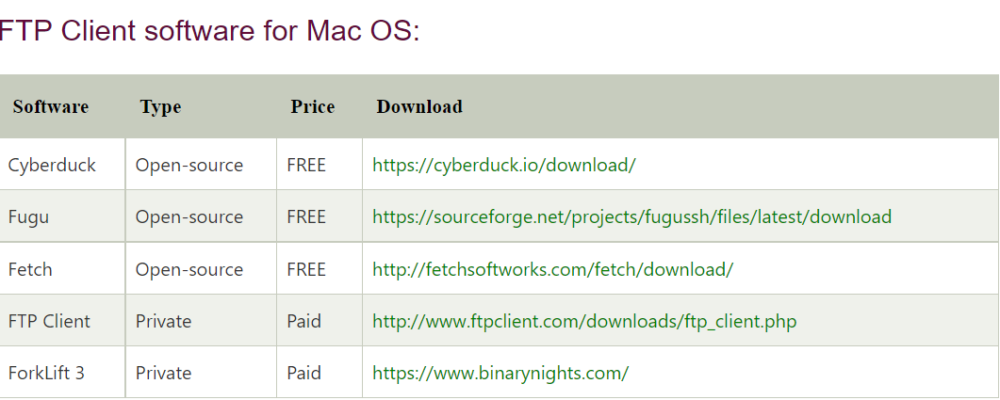 FTP Client software for Mac OS:
Software Type Price Download
Cyberduck Open-source FREE https://cyberduck.io/download/
Fugu Open-source FREE https://sourceforge.net/projects/fugussh/files/latest/download
Fetch Open-source FREE http://fetchsoftworks.com/fetch/download/
FTP Client Private Paid http://www.ftpclient.com/downloads/ftp_client.php
ForkLift 3 Private Paid https://www.binarynights.com/